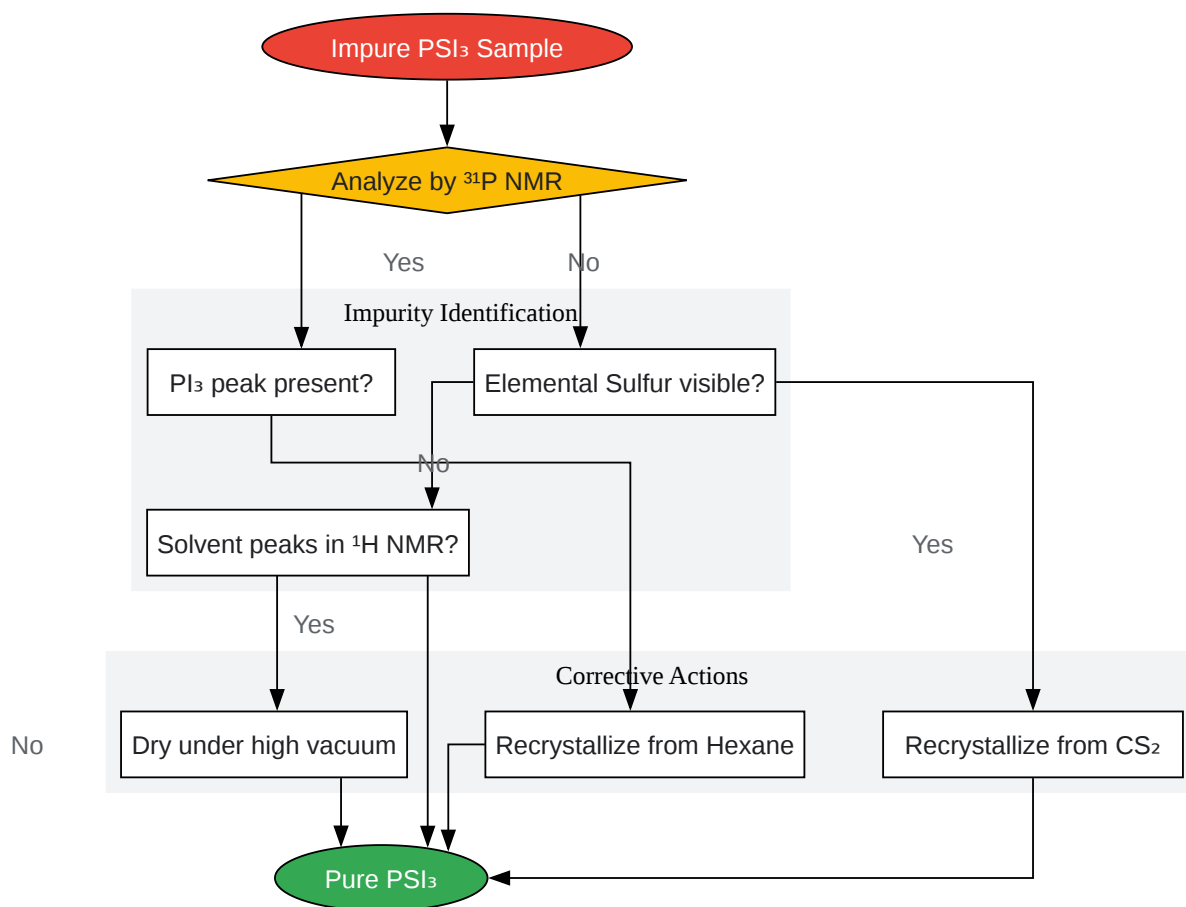 Impure PSI₃ Sample
Analyze by ³¹P NMR
Yes
No
Impurity Identification
PI₃ peak present?
Elemental Sulfur visible?
No
Solvent peaks in ¹H NMR?
Yes
Yes
Corrective Actions
No
Dry under high vacuum
Recrystallize from Hexane
Recrystallize from CS₂
Pure PSI₃